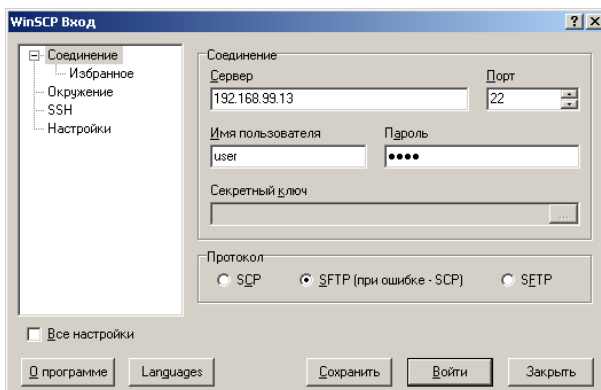 WinSCP Вход
Соединение
Избранное
Окружение
SSH
Настройки
Соединение
Сервер
Порт
192.168.99.13
22
Имя пользователя
Пароль
user
••••
Секретный ключ
...
Протокол
SCP
SFTP (при ошибке - SCP)
SFTP
Все настройки
О программе
Languages
Сохранить
Войти
Закрыть